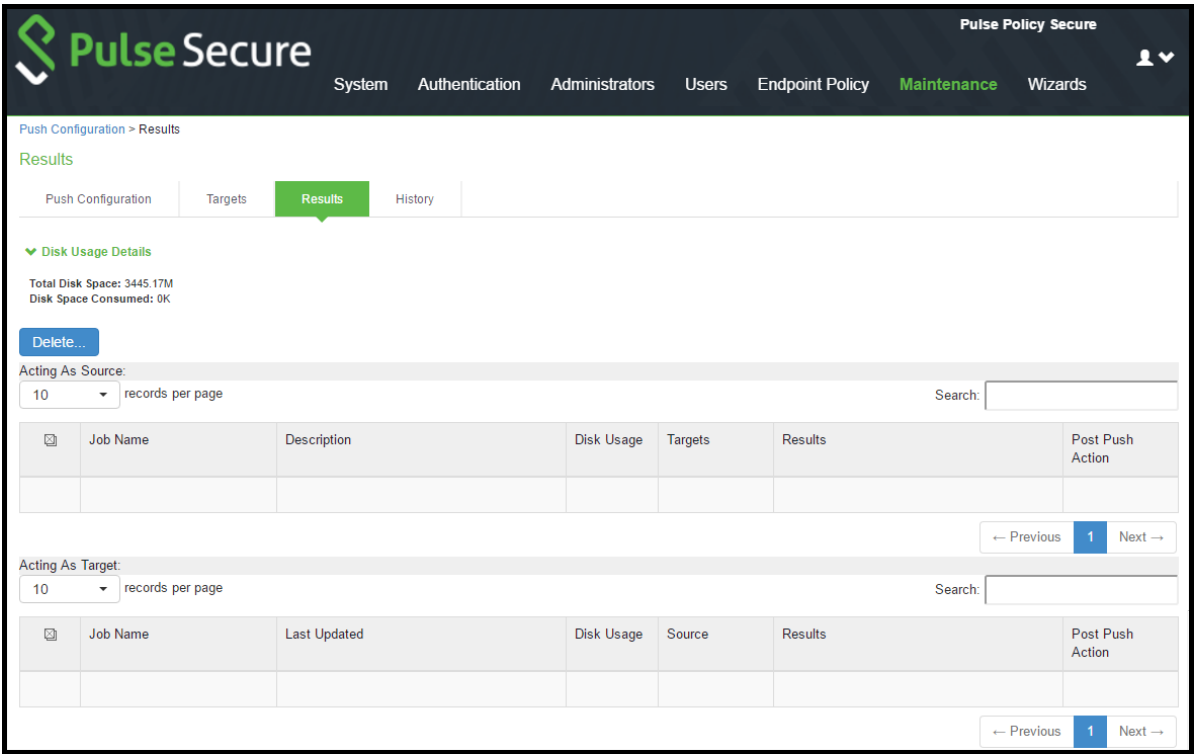 Pulse Policy Secure
Pulse Secure
System Authentication Administrators Users Endpoint Policy Maintenance Wizards
Push Configuration > Results
Results
Push Configuration Targets Results History
Disk Usage Details
Total Disk Space: 3445.17M
Disk Space Consumed: 0K
Delete...
Acting As Source:
10 records per page Search:
Job Name Description Disk Usage Targets Results Post Push
Action
← Previous 1 Next →
Acting As Target:
10 records per page Search:
Job Name Last Updated Disk Usage Source Results Post Push
Action
← Previous 1 Next →